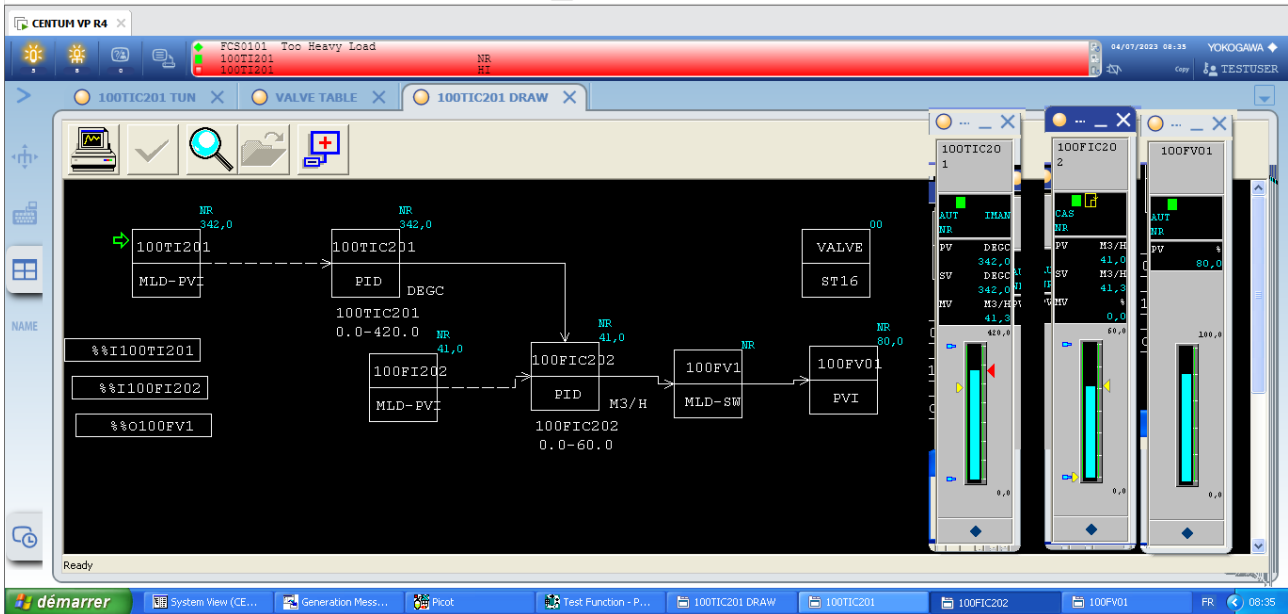 CENTUM VP R4
FCS0101 Too Heavy Load
100TI201 NR
100TI201 HI
04/07/2023 08:35
YOKOGAWA
Copy
TESTUSER
100TIC201 TUN
VALVE TABLE
100TIC201 DRAW
NAME
NR
342,0
100TI201
MLD-PVI
NR
342,0
100TIC201
PID
DEGC
100TIC201
0.0-420.0
00
VALVE
ST16
%%I100TI201
%%I100FI202
%%O100FV1
NR
41,0
100FI202
MLD-PVI
NR
41,0
100FIC202
PID
M3/H
100FIC202
0.0-60.0
NR
100FV1
MLD-SW
NR
80,0
100FV01
PVI
...
100TIC20
1
AUT IMAN
NR
PV DEGC
342,0
SV DEGC
342,0
MV M3/H
41,3
420,0
0,0
...
100FIC20
2
CAS
NR
PV M3/H
41,0
SV M3/H
41,3
MV %
0,0
60,0
0,0
...
100FV01
AUT
NR
PV %
80,0
100,0
0,0
Ready
démarrer
System View (CE...
Generation Mess...
Picot
Test Function - P...
100TIC201 DRAW
100TIC201
100FIC202
100FV01
FR
08:35